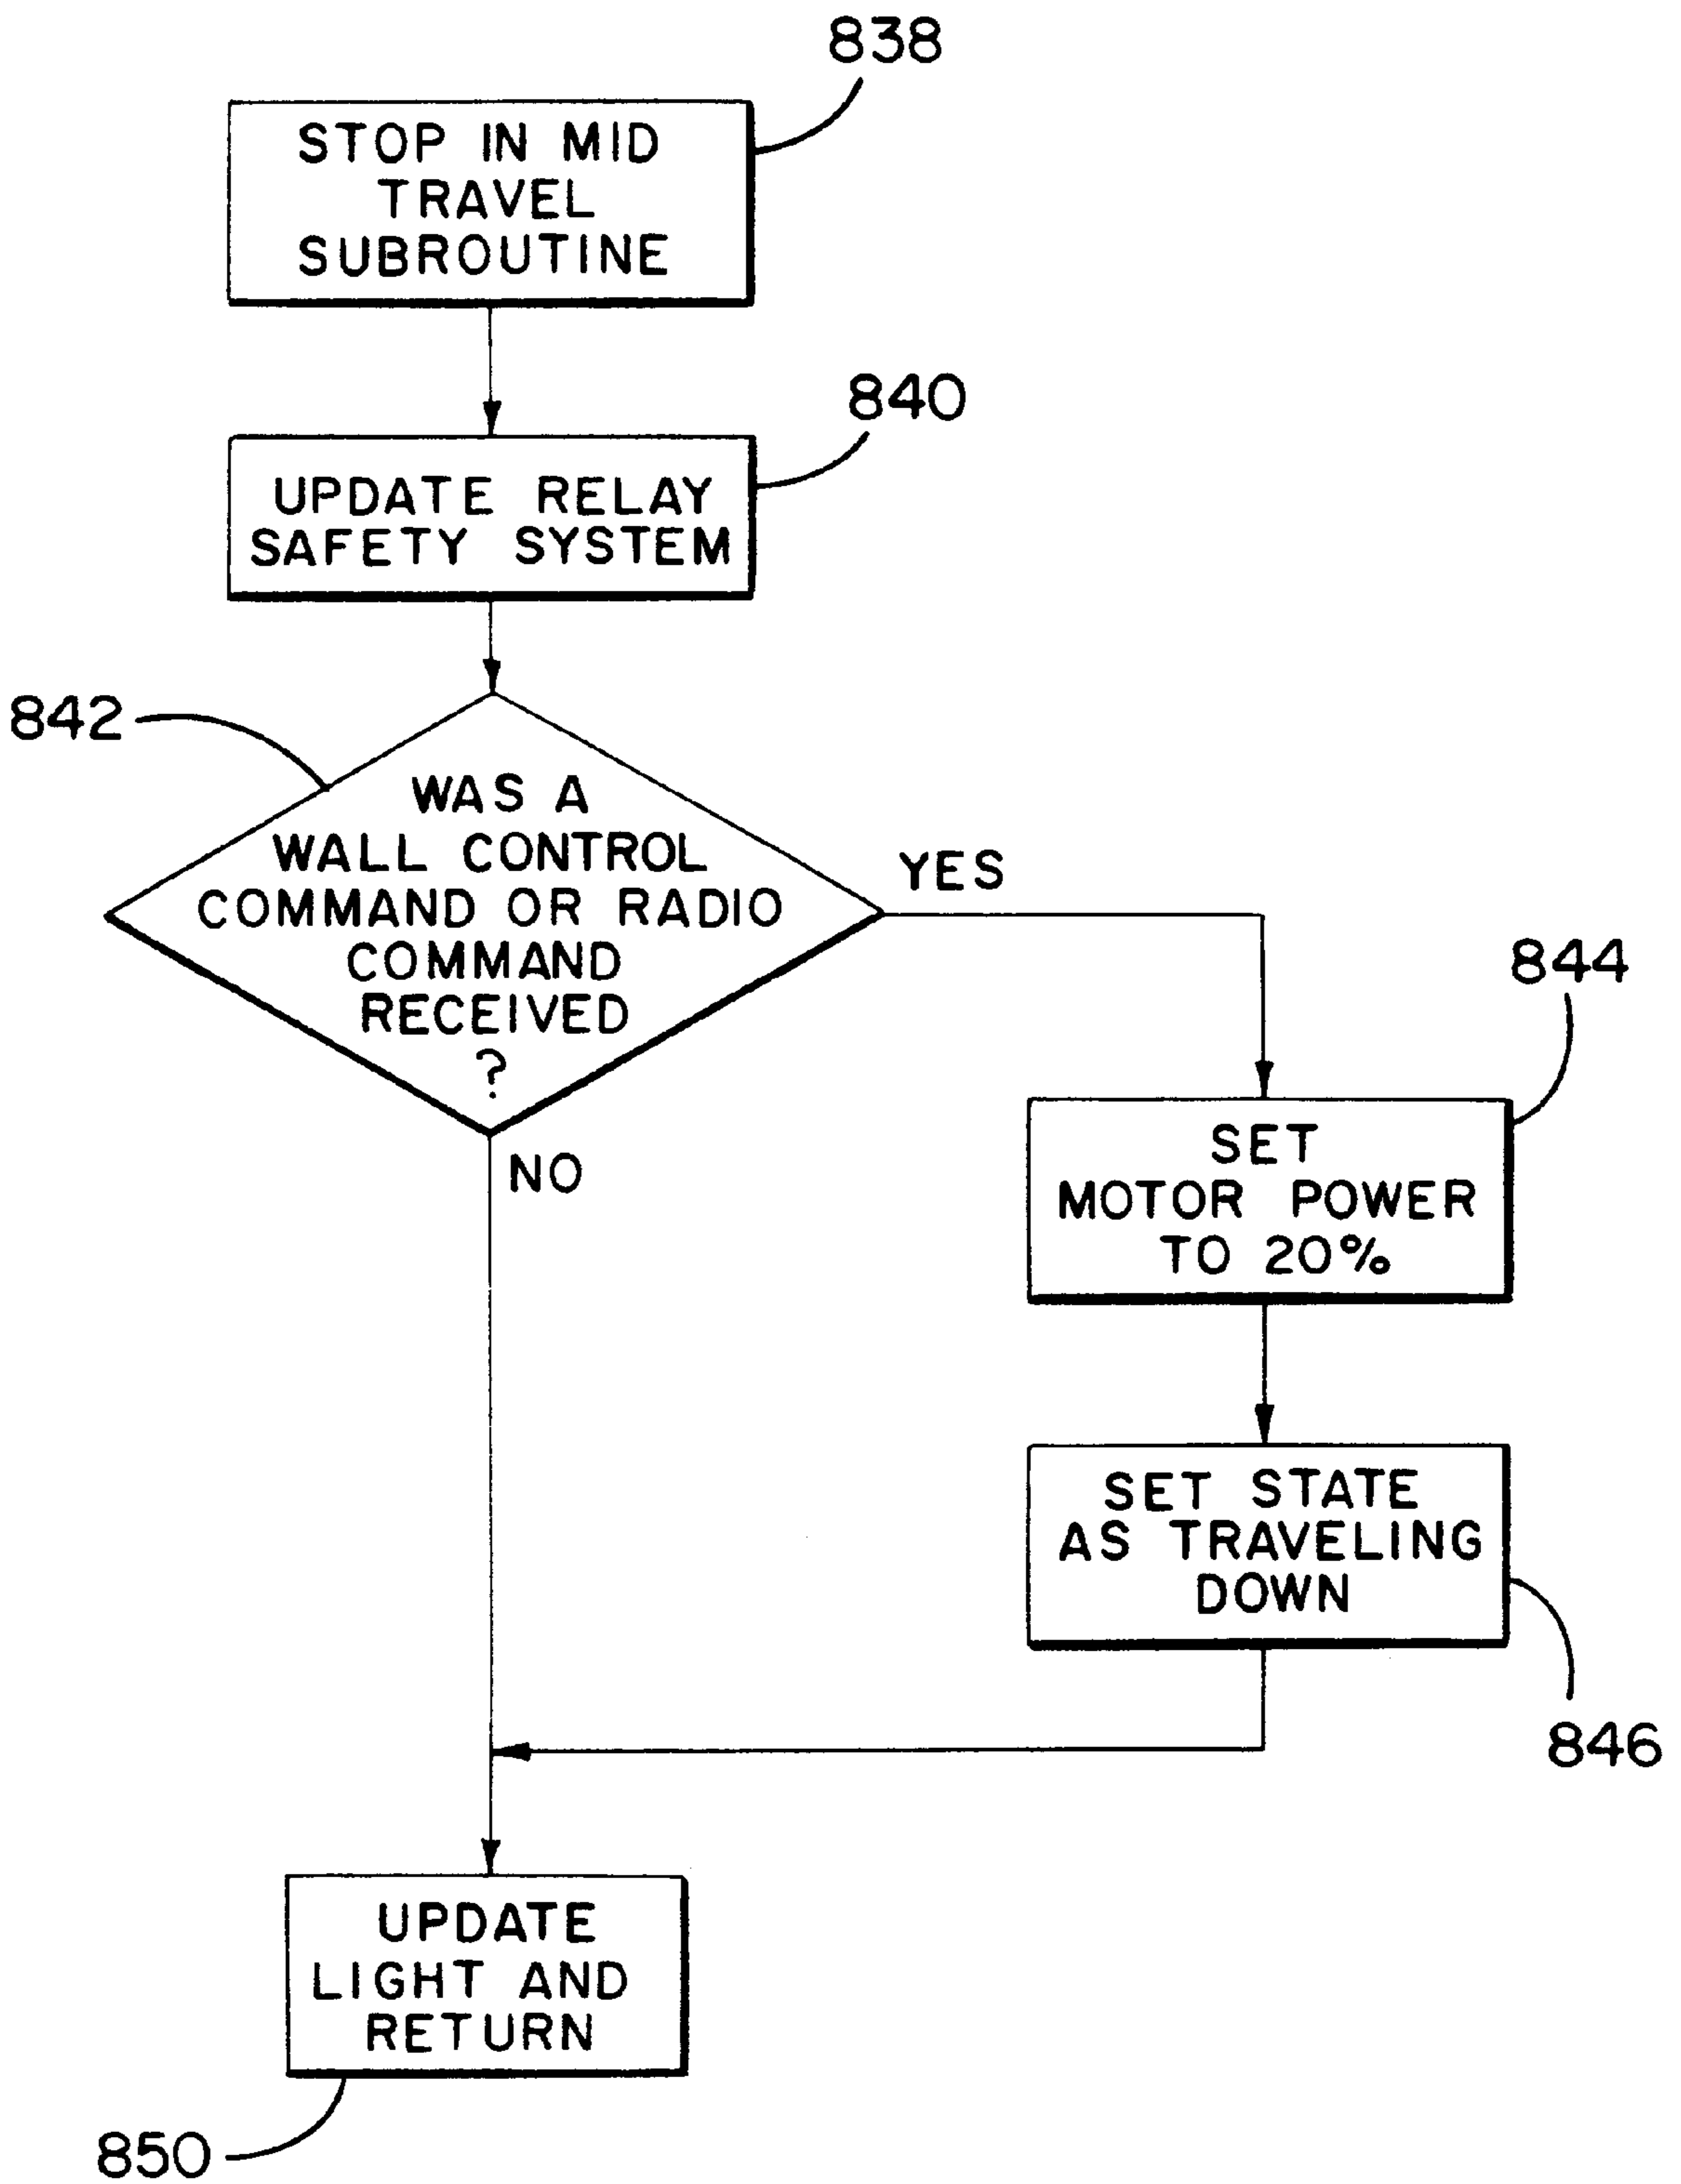 838
STOP IN MID
TRAVEL
SUBROUTINE
840
UPDATE RELAY
SAFETY SYSTEM
842
WAS A
WALL CONTROL
COMMAND OR RADIO
COMMAND
RECEIVED
?
YES
NO
844
SET
MOTOR POWER
TO 20%
SET STATE
AS TRAVELING
DOWN
846
UPDATE
LIGHT AND
RETURN
850